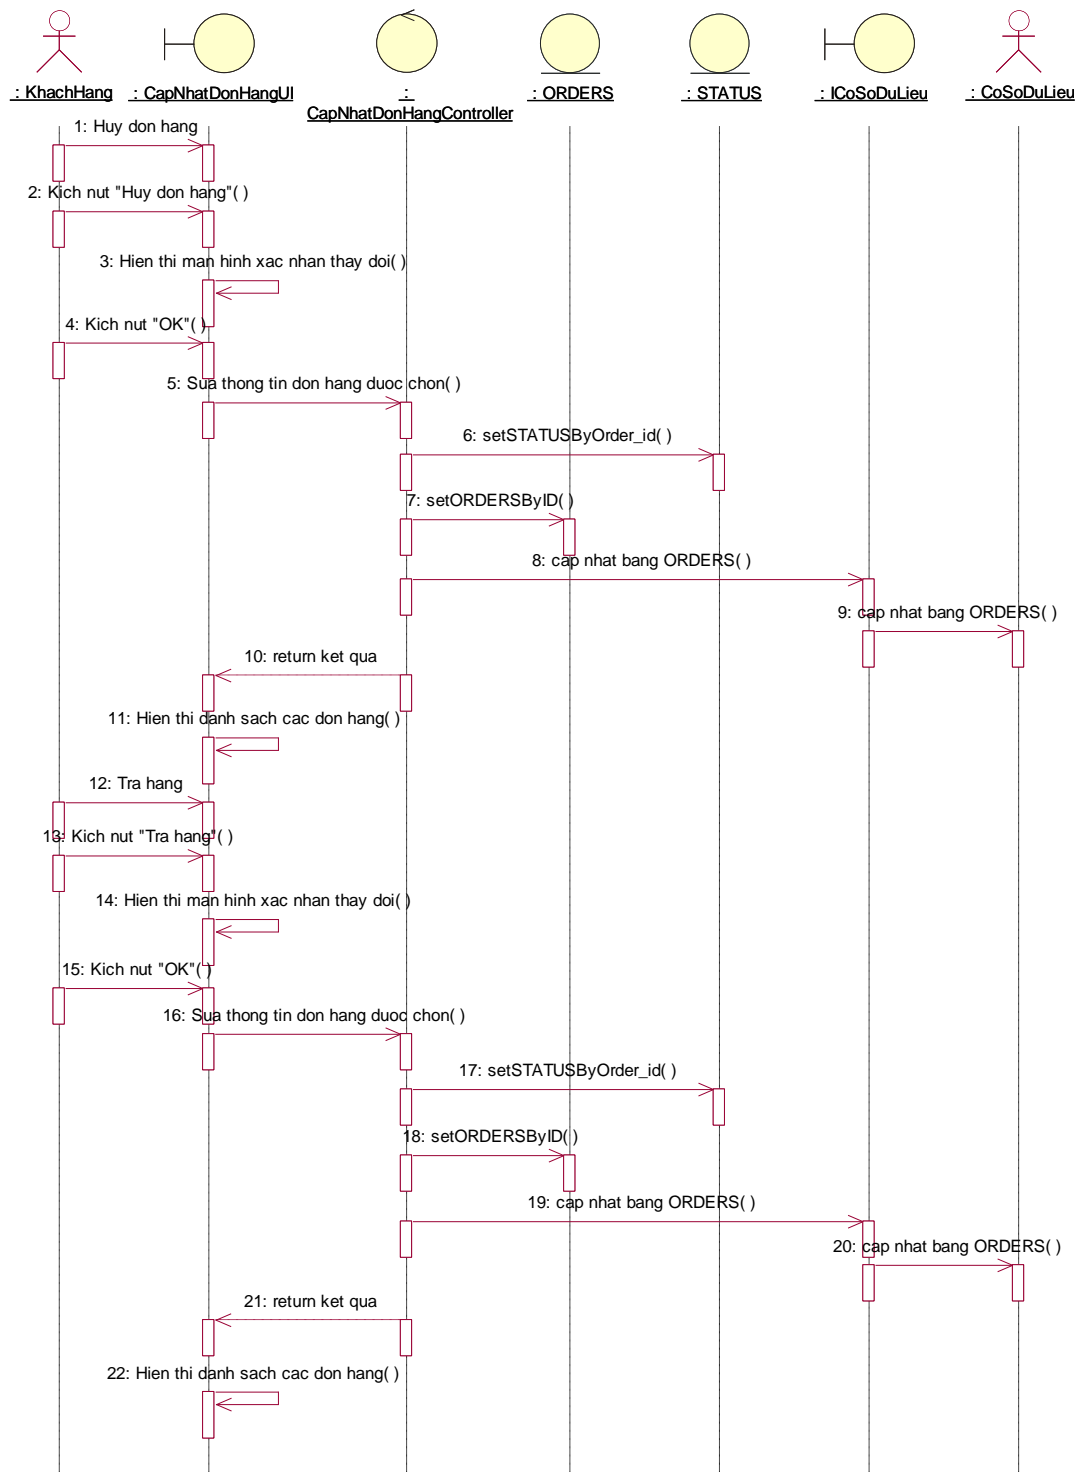 : KhachHang
: CapNhatDonHangUI
:
CapNhatDonHangController
: ORDERS
: STATUS
: ICoSoDuLieu
: CoSoDuLieu
1: Huy don hang
2: Kich nut "Huy don hang"( )
3: Hien thi man hinh xac nhan thay doi( )
4: Kich nut "OK"( )
5: Sua thong tin don hang duoc chon( )
6: setSTATUSByOrder_id( )
7: setORDERSByID( )
8: cap nhat bang ORDERS( )
9: cap nhat bang ORDERS( )
10: return ket qua
11: Hien thi danh sach cac don hang( )
12: Tra hang
13: Kich nut "Tra hang"( )
14: Hien thi man hinh xac nhan thay doi( )
15: Kich nut "OK"( )
16: Sua thong tin don hang duoc chon( )
17: setSTATUSByOrder_id( )
18: setORDERSByID( )
19: cap nhat bang ORDERS( )
20: cap nhat bang ORDERS( )
21: return ket qua
22: Hien thi danh sach cac don hang( )